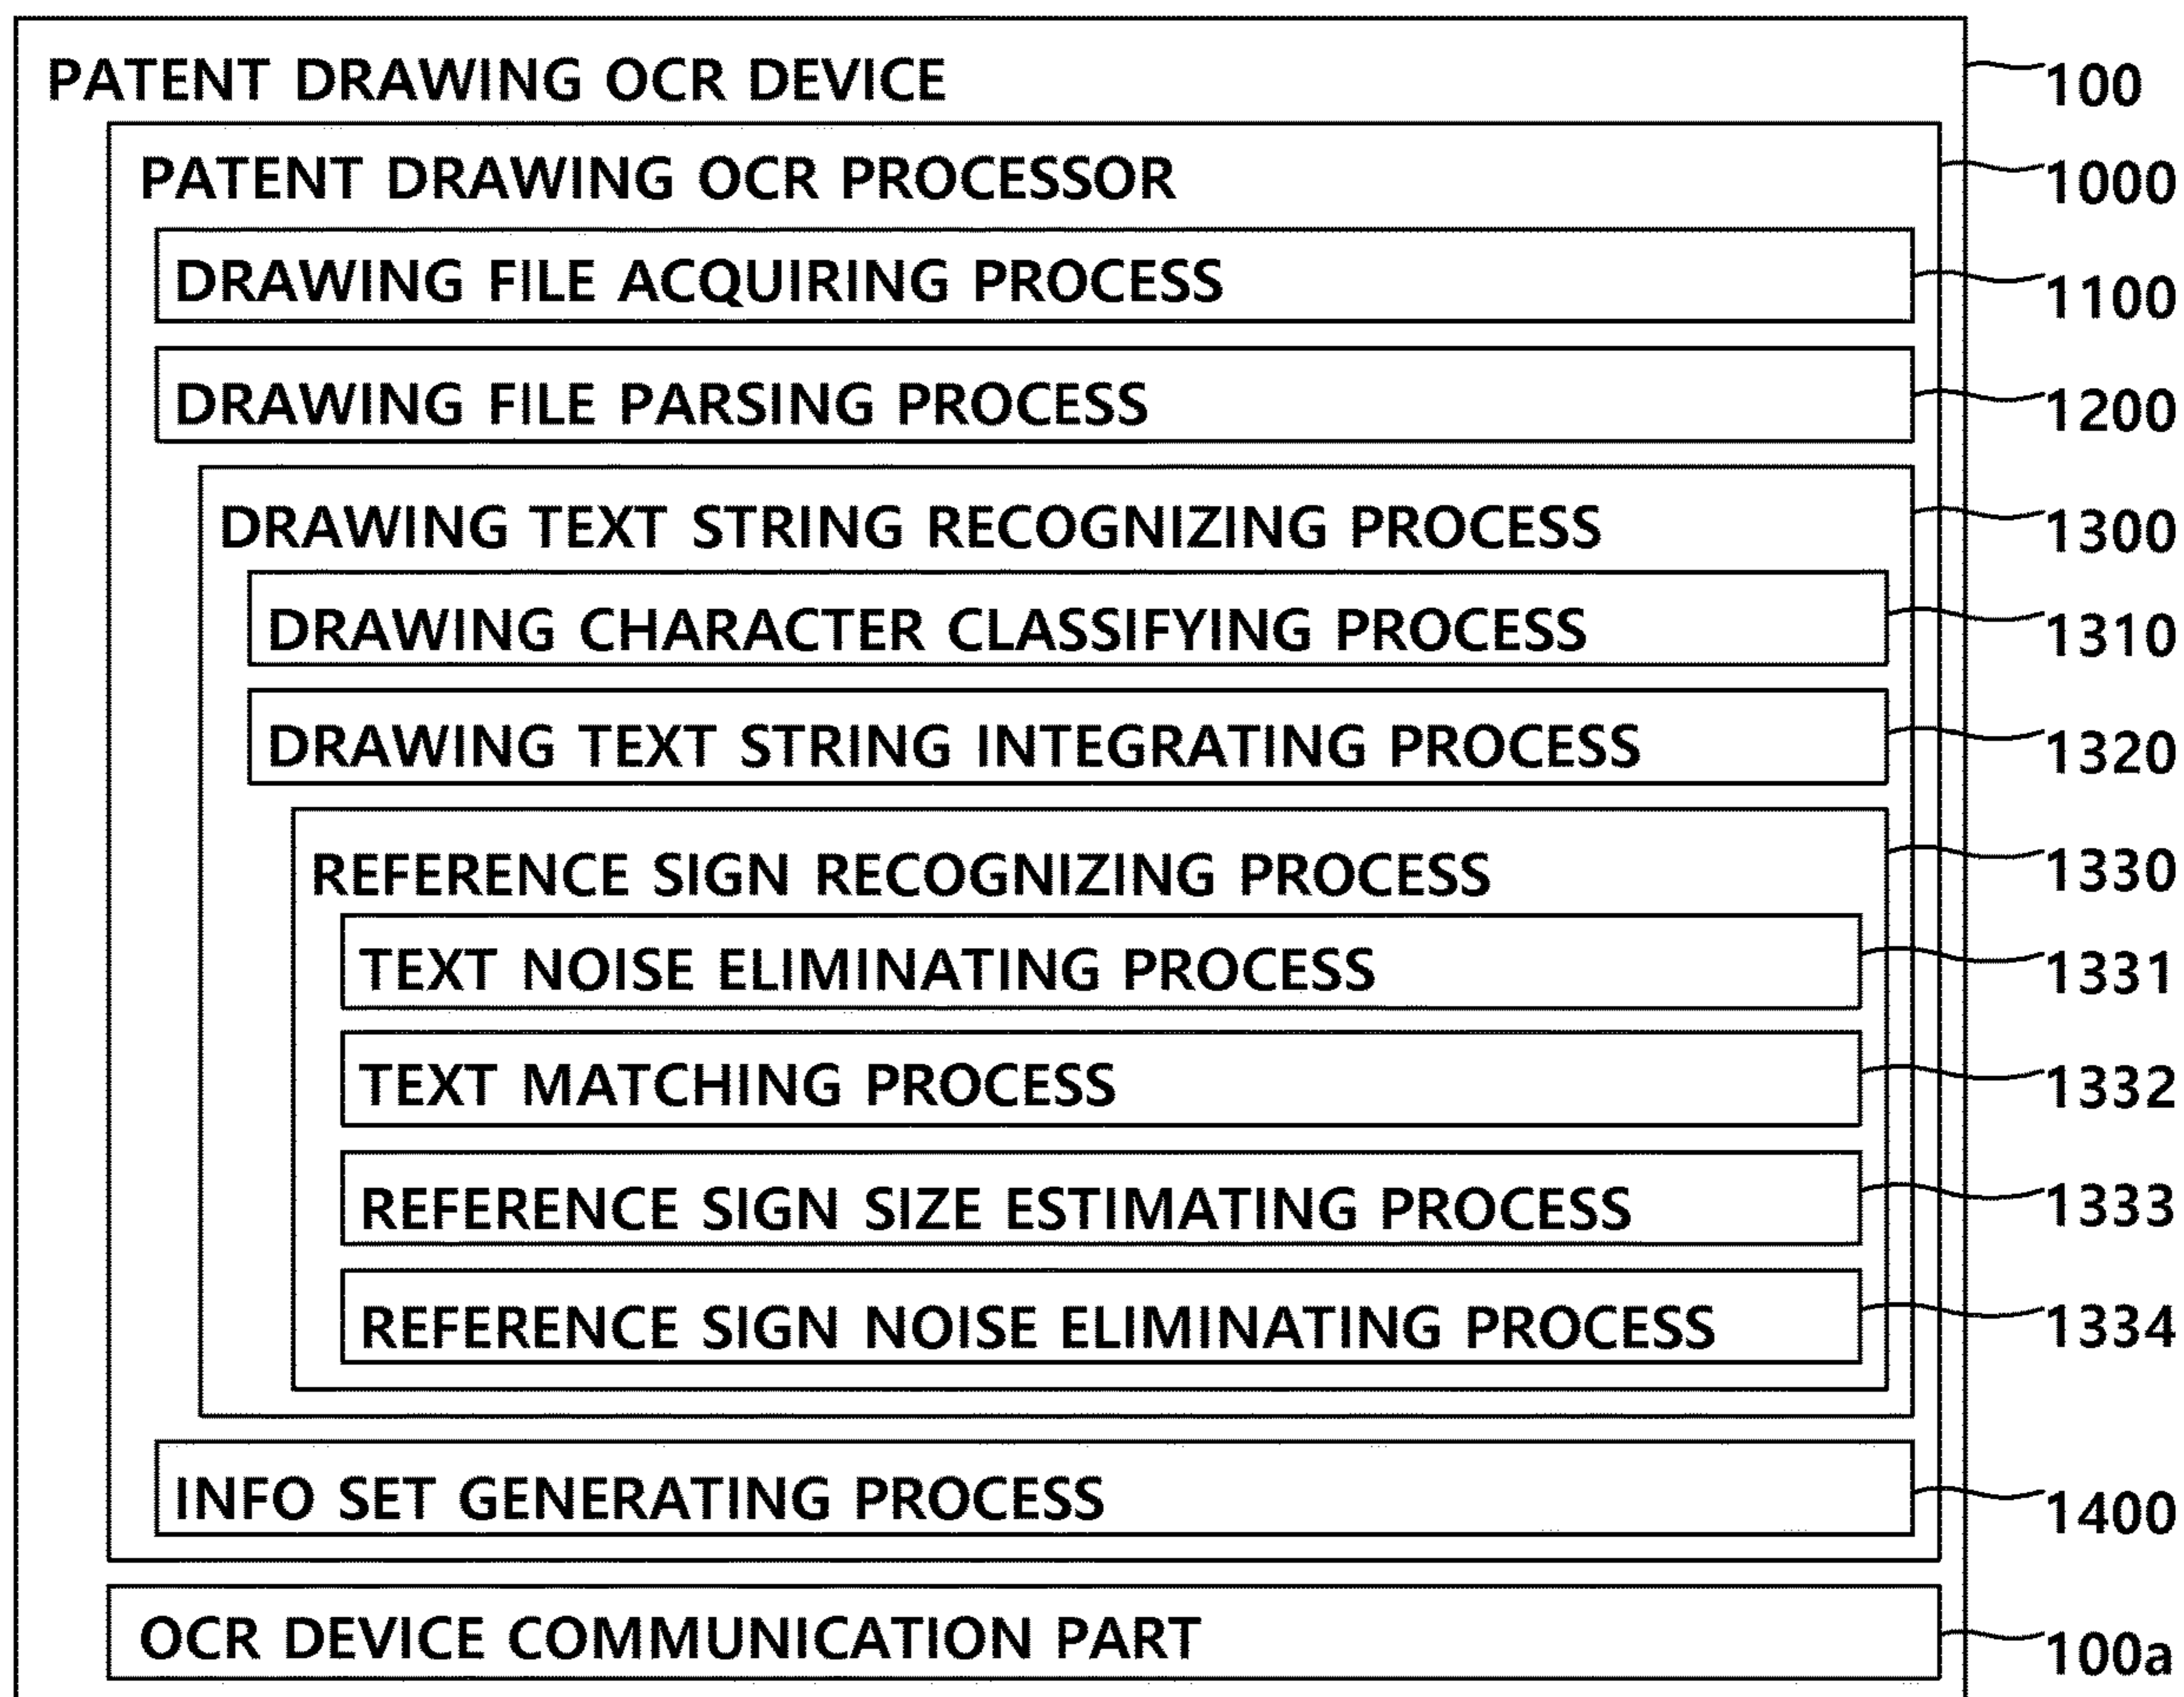 PATENT DRAWING OCR DEVICE 100
PATENT DRAWING OCR PROCESSOR 1000
DRAWING FILE ACQUIRING PROCESS 1100
DRAWING FILE PARSING PROCESS 1200
DRAWING TEXT STRING RECOGNIZING PROCESS 1300
DRAWING CHARACTER CLASSIFYING PROCESS 1310
DRAWING TEXT STRING INTEGRATING PROCESS 1320
REFERENCE SIGN RECOGNIZING PROCESS 1330
TEXT NOISE ELIMINATING PROCESS 1331
TEXT MATCHING PROCESS 1332
REFERENCE SIGN SIZE ESTIMATING PROCESS 1333
REFERENCE SIGN NOISE ELIMINATING PROCESS 1334
INFO SET GENERATING PROCESS 1400
OCR DEVICE COMMUNICATION PART 100a